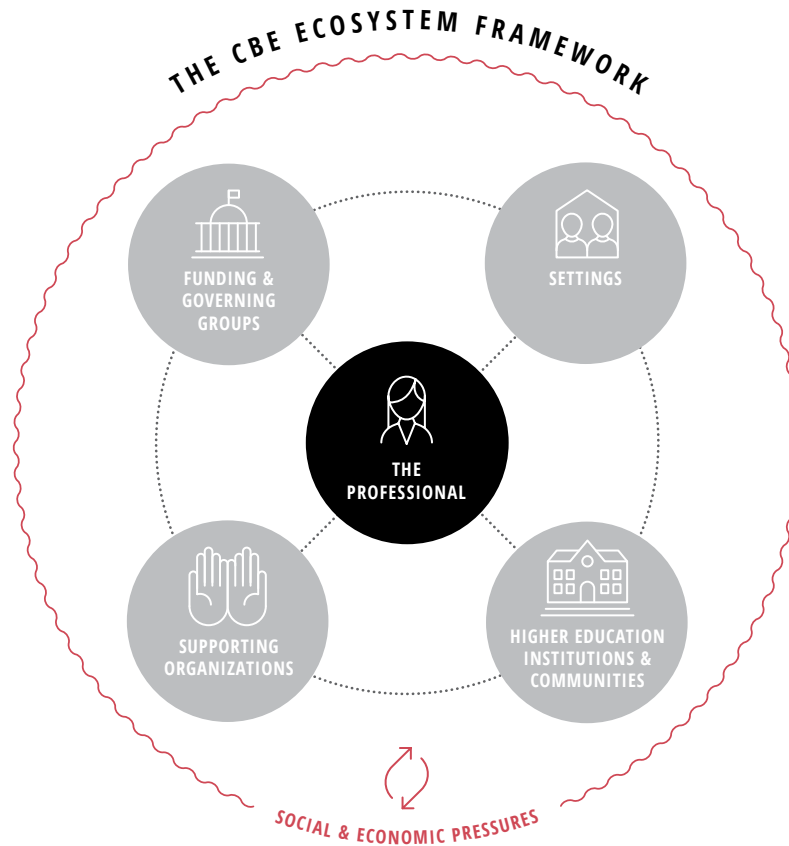 THE CBE ECOSYSTEM FRAMEWORK
FUNDING &
GOVERNING
GROUPS
SETTINGS
THE
PROFESSIONAL
SUPPORTING
ORGANIZATIONS
HIGHER EDUCATION
INSTITUTIONS &
COMMUNITIES
SOCIAL & ECONOMIC PRESSURES